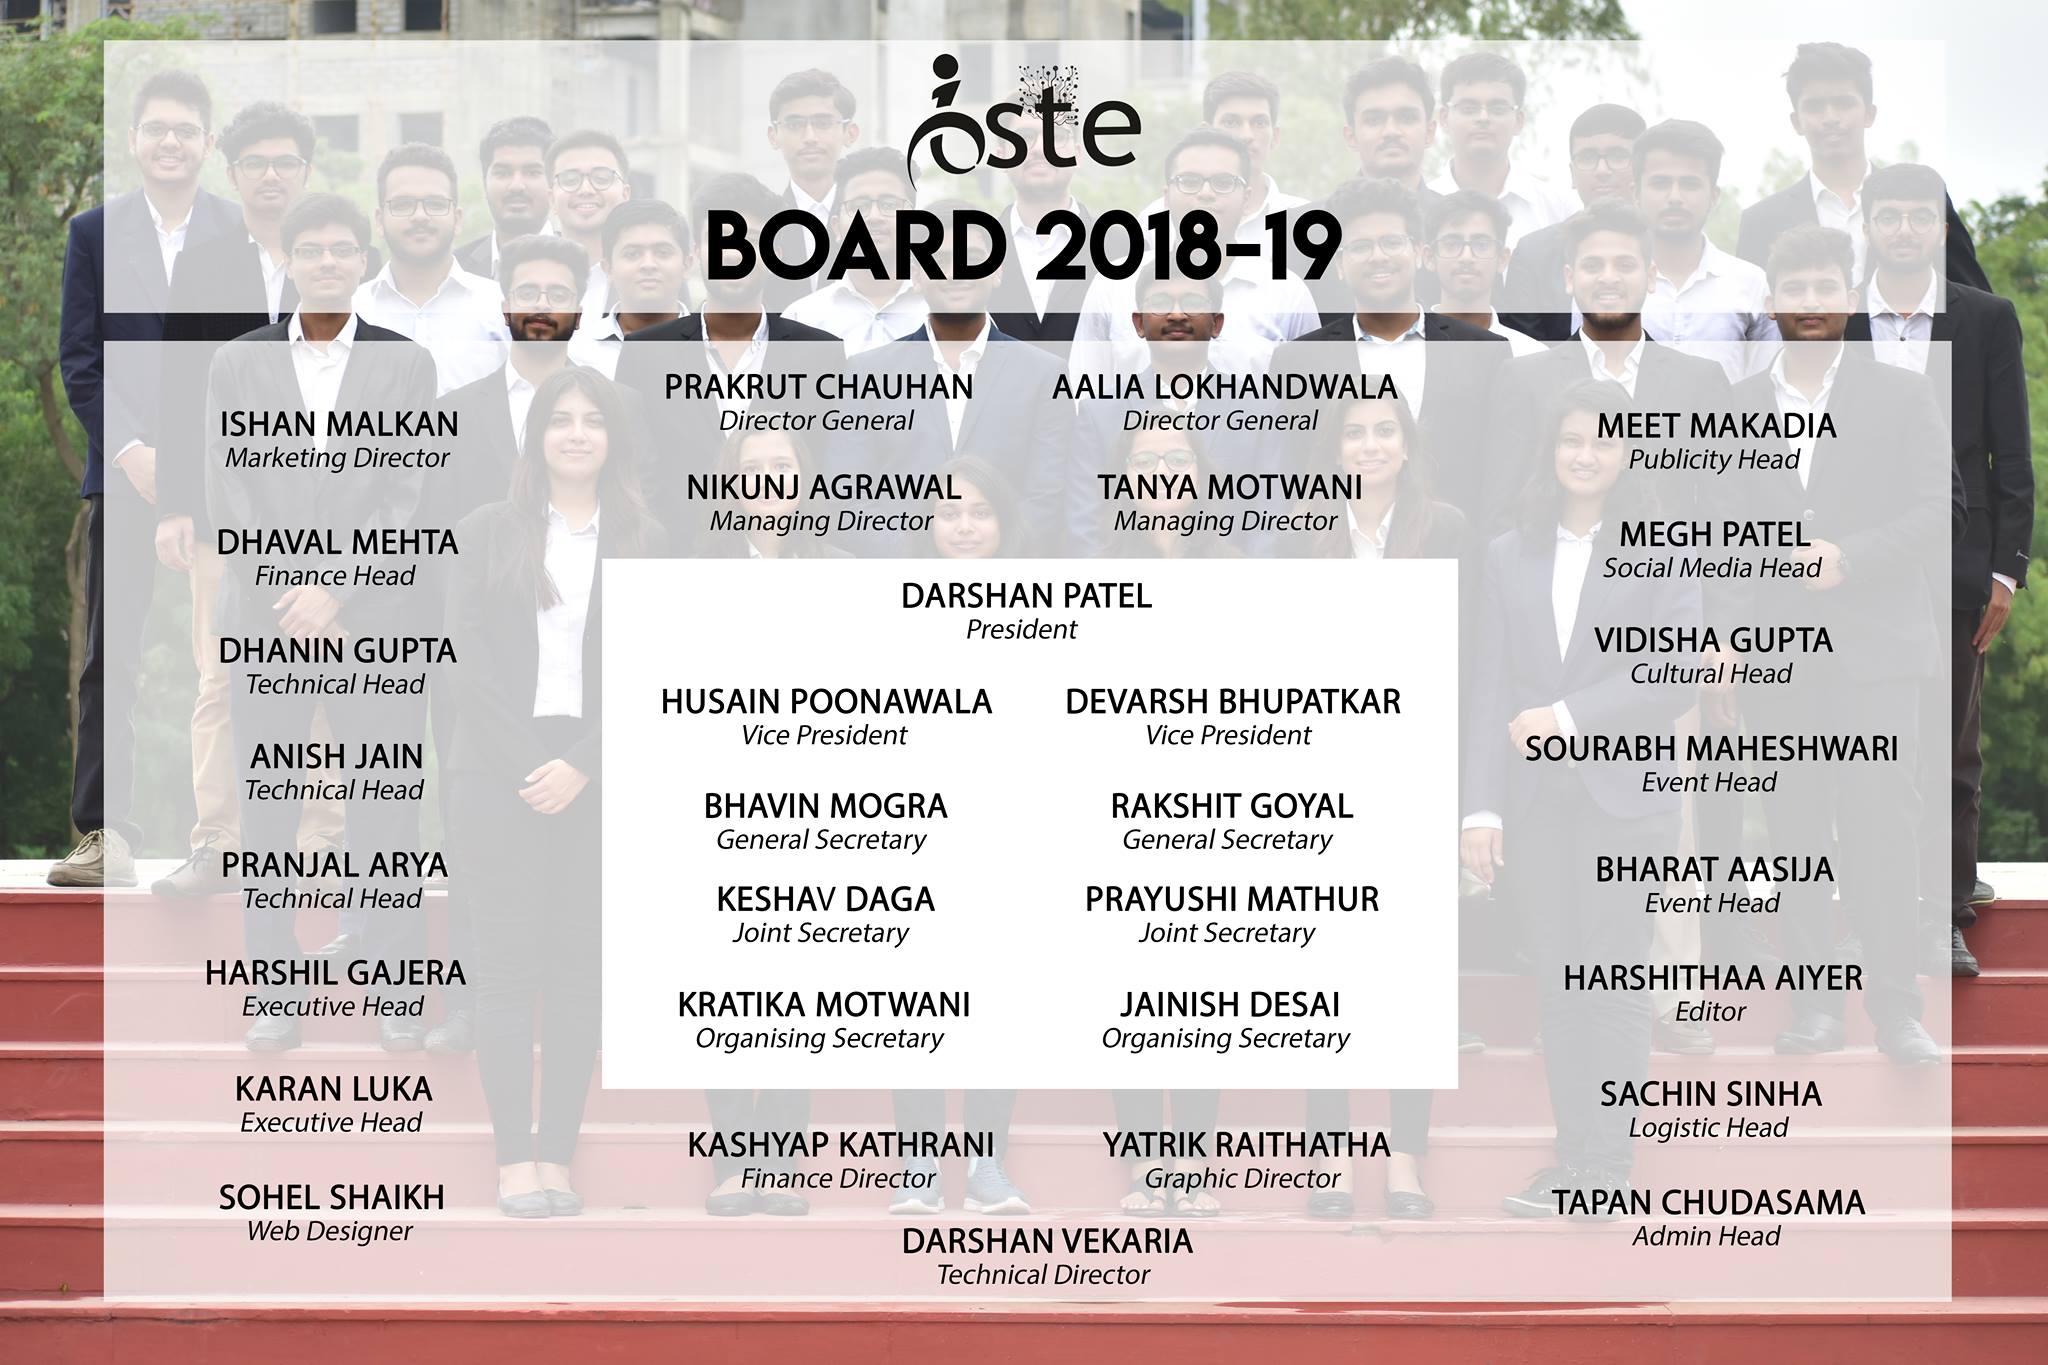 iste
BOARD 2018-19
PRAKRUT CHAUHAN
Director General
AALIA LOKHANDWALA
Director General
NIKUNJ AGRAWAL
Managing Director
TANYA MOTWANI
Managing Director
ISHAN MALKAN
Marketing Director
DHAVAL MEHTA
Finance Head
DHANIN GUPTA
Technical Head
ANISH JAIN
Technical Head
PRANJAL ARYA
Technical Head
HARSHIL GAJERA
Executive Head
KARAN LUKA
Executive Head
SOHEL SHAIKH
Web Designer
DARSHAN PATEL
President
HUSAIN POONAWALA
Vice President
DEVARSH BHUPATKAR
Vice President
BHAVIN MOGRA
General Secretary
RAKSHIT GOYAL
General Secretary
KESHAV DAGA
Joint Secretary
PRAYUSHI MATHUR
Joint Secretary
KRATIKA MOTWANI
Organising Secretary
JAINISH DESAI
Organising Secretary
KASHYAP KATHRANI
Finance Director
YATRIK RAITHATHA
Graphic Director
DARSHAN VEKARIA
Technical Director
MEET MAKADIA
Publicity Head
MEGH PATEL
Social Media Head
VIDISHA GUPTA
Cultural Head
SOURABH MAHESHWARI
Event Head
BHARAT AASIJA
Event Head
HARSHITHAA AIYER
Editor
SACHIN SINHA
Logistic Head
TAPAN CHUDASAMA
Admin Head